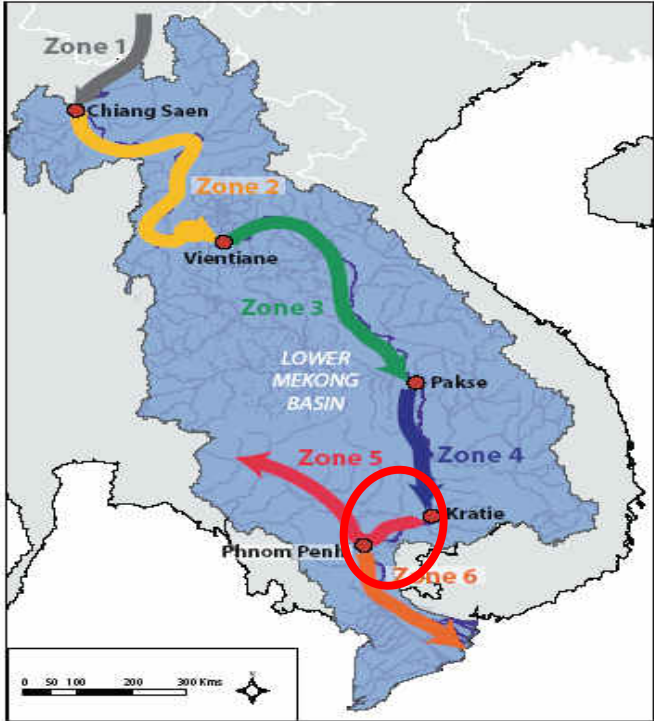 Zone 1
Chiang Saen
Zone 2
Vientiane
Zone 3
LOWER
MEKONG
BASIN
Pakse
Zone 5
Zone 4
Kratie
Phnom Penh
Zone 6
0 50 100 200 300 Kms
N